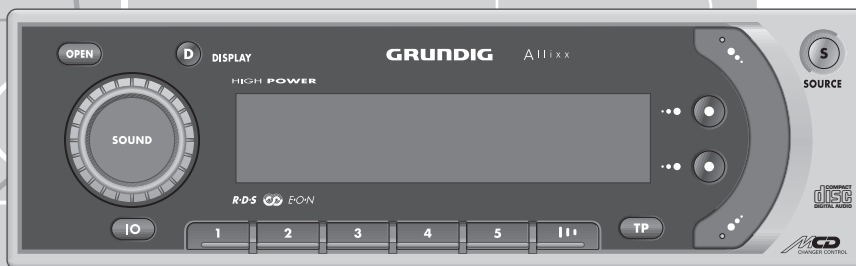 OPEN
D DISPLAY
GRUNDIG Allixx
S
SOURCE
HIGH POWER
SOUND
R·D·S E·O·N
COMPACT
disc
DIGITAL AUDIO
IO
1 2 3 4 5
TP
MCD
CHANGER CONTROL